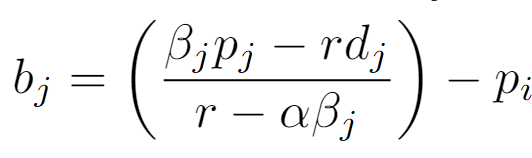 b_j = \left( \frac{\beta_j p_j - r d_j}{r - \alpha \beta_j} \right) - p_i